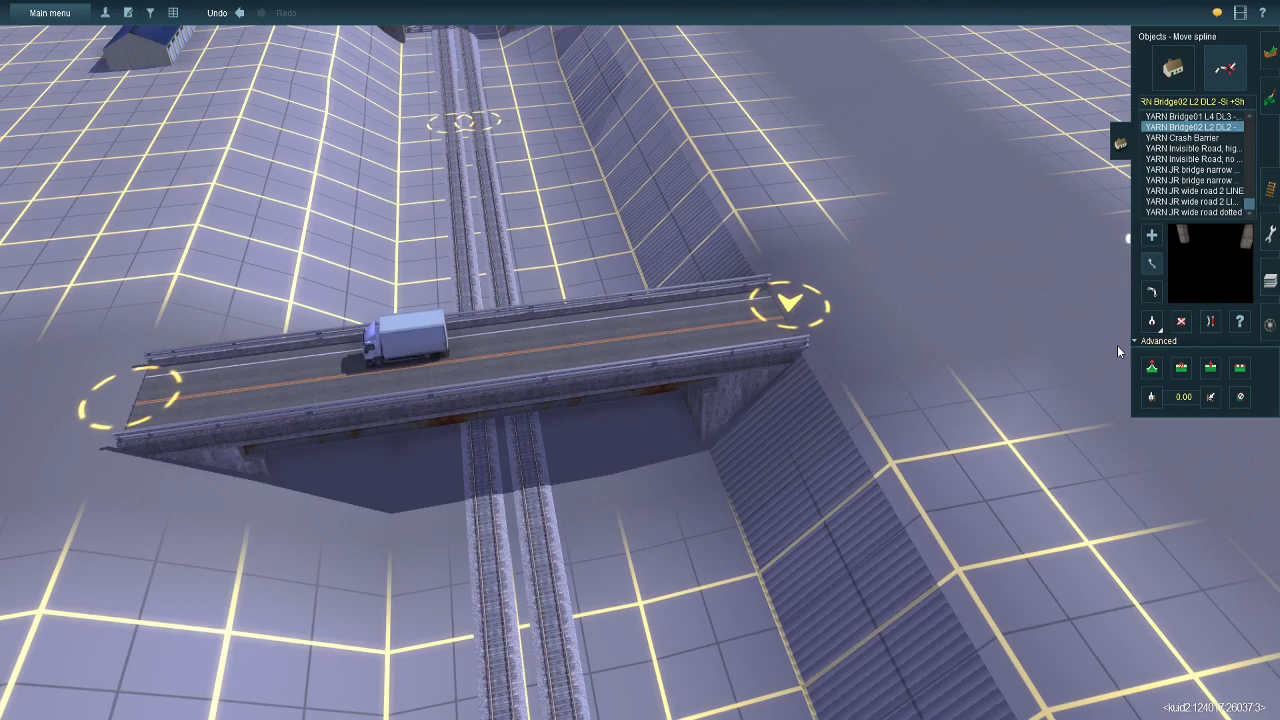 Main menu
Undo
Redo
?
Objects - Move spline
RN Bridge02 L2 DL2 -Si +Sh
YARN Bridge01 L4 DL3 -...
YARN Bridge02 L2 DL2 -...
YARN Crash Barrier
YARN Invisible Road, hig...
YARN Invisible Road, no ...
YARN JR bridge narrow ...
YARN JR bridge narrow ...
YARN JR wide road 2 LINE
YARN JR wide road 2 LI...
YARN JR wide road dotted
?
Advanced
0.00
<kuid2:124017:26037:3>